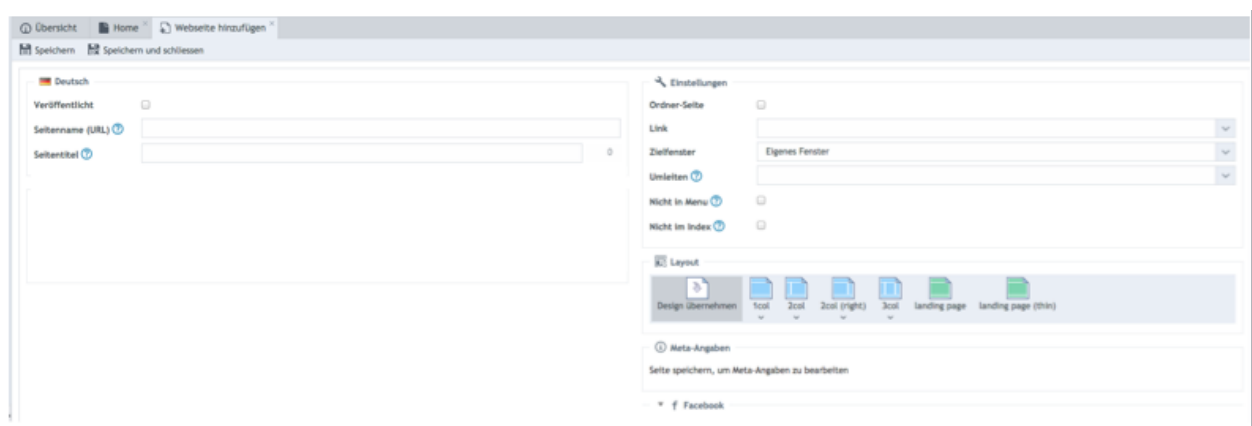 Übersicht Home × Webseite hinzufügen ×
Speichern Speichern und schliessen
Deutsch
Veröffentlicht
Seitenname (URL) ?
Seitentitel ?
0
Einstellungen
Ordner-Seite
Link
Zielfenster Eigenes Fenster
Umleiten ?
Nicht in Menu ?
Nicht im Index ?
Layout
Design übernehmen 1col 2col 2col (right) 3col landing page landing page (thin)
Meta-Angaben
Seite speichern, um Meta-Angaben zu bearbeiten
f Facebook